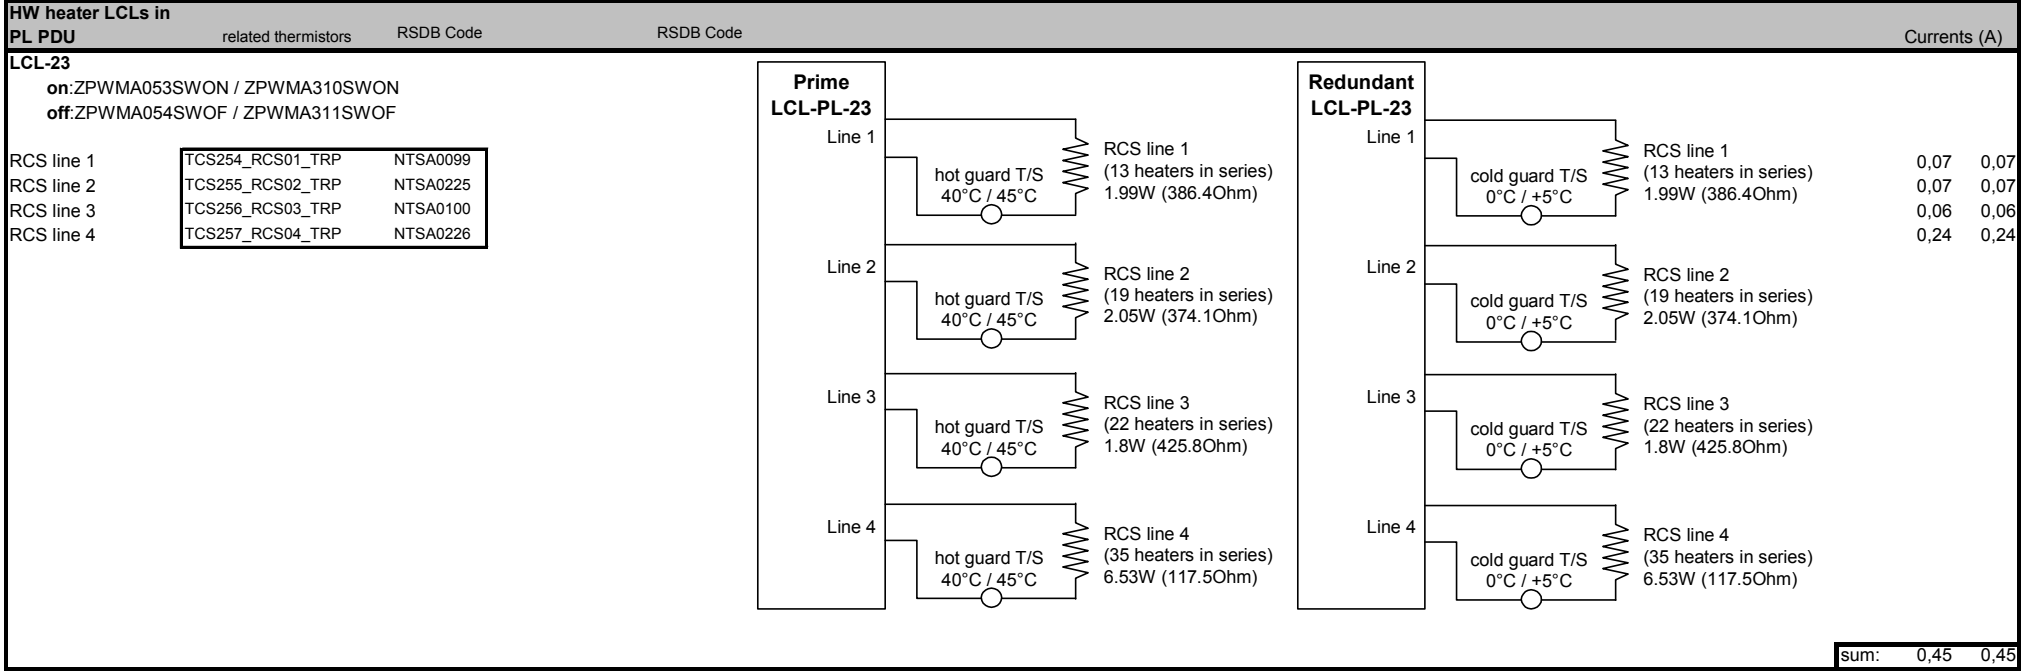 HW heater LCLs in
PL PDU related thermistors RSDB Code RSDB Code Currents (A)
LCL-23
on:ZPWMA053SWON / ZPWMA310SWON
off:ZPWMA054SWOF / ZPWMA311SWOF
RCS line 1 TCS254_RCS01_TRP NTSA0099
RCS line 2 TCS255_RCS02_TRP NTSA0225
RCS line 3 TCS256_RCS03_TRP NTSA0100
RCS line 4 TCS257_RCS04_TRP NTSA0226
Prime
LCL-PL-23
Line 1
hot guard T/S
40°C / 45°C
RCS line 1
(13 heaters in series)
1.99W (386.4Ohm)
Line 2
hot guard T/S
40°C / 45°C
RCS line 2
(19 heaters in series)
2.05W (374.1Ohm)
Line 3
hot guard T/S
40°C / 45°C
RCS line 3
(22 heaters in series)
1.8W (425.8Ohm)
Line 4
hot guard T/S
40°C / 45°C
RCS line 4
(35 heaters in series)
6.53W (117.5Ohm)
Redundant
LCL-PL-23
Line 1
cold guard T/S
0°C / +5°C
RCS line 1
(13 heaters in series)
1.99W (386.4Ohm)
Line 2
cold guard T/S
0°C / +5°C
RCS line 2
(19 heaters in series)
2.05W (374.1Ohm)
Line 3
cold guard T/S
0°C / +5°C
RCS line 3
(22 heaters in series)
1.8W (425.8Ohm)
Line 4
cold guard T/S
0°C / +5°C
RCS line 4
(35 heaters in series)
6.53W (117.5Ohm)
0,07 0,07
0,07 0,07
0,06 0,06
0,24 0,24
sum: 0,45 0,45